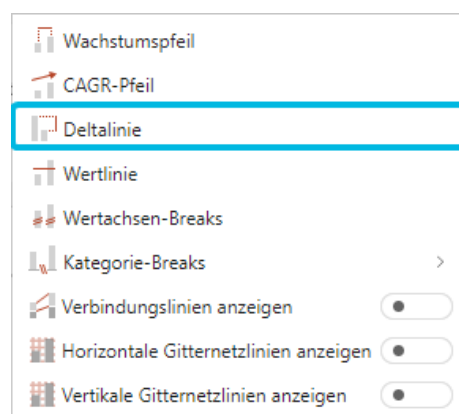 Wachstumspfeil
CAGR-Pfeil
Deltalinie
Wertlinie
Wertachsen-Breaks
Kategorie-Breaks
Verbindungslinien anzeigen
Horizontale Gitternetzlinien anzeigen
Vertikale Gitternetzlinien anzeigen